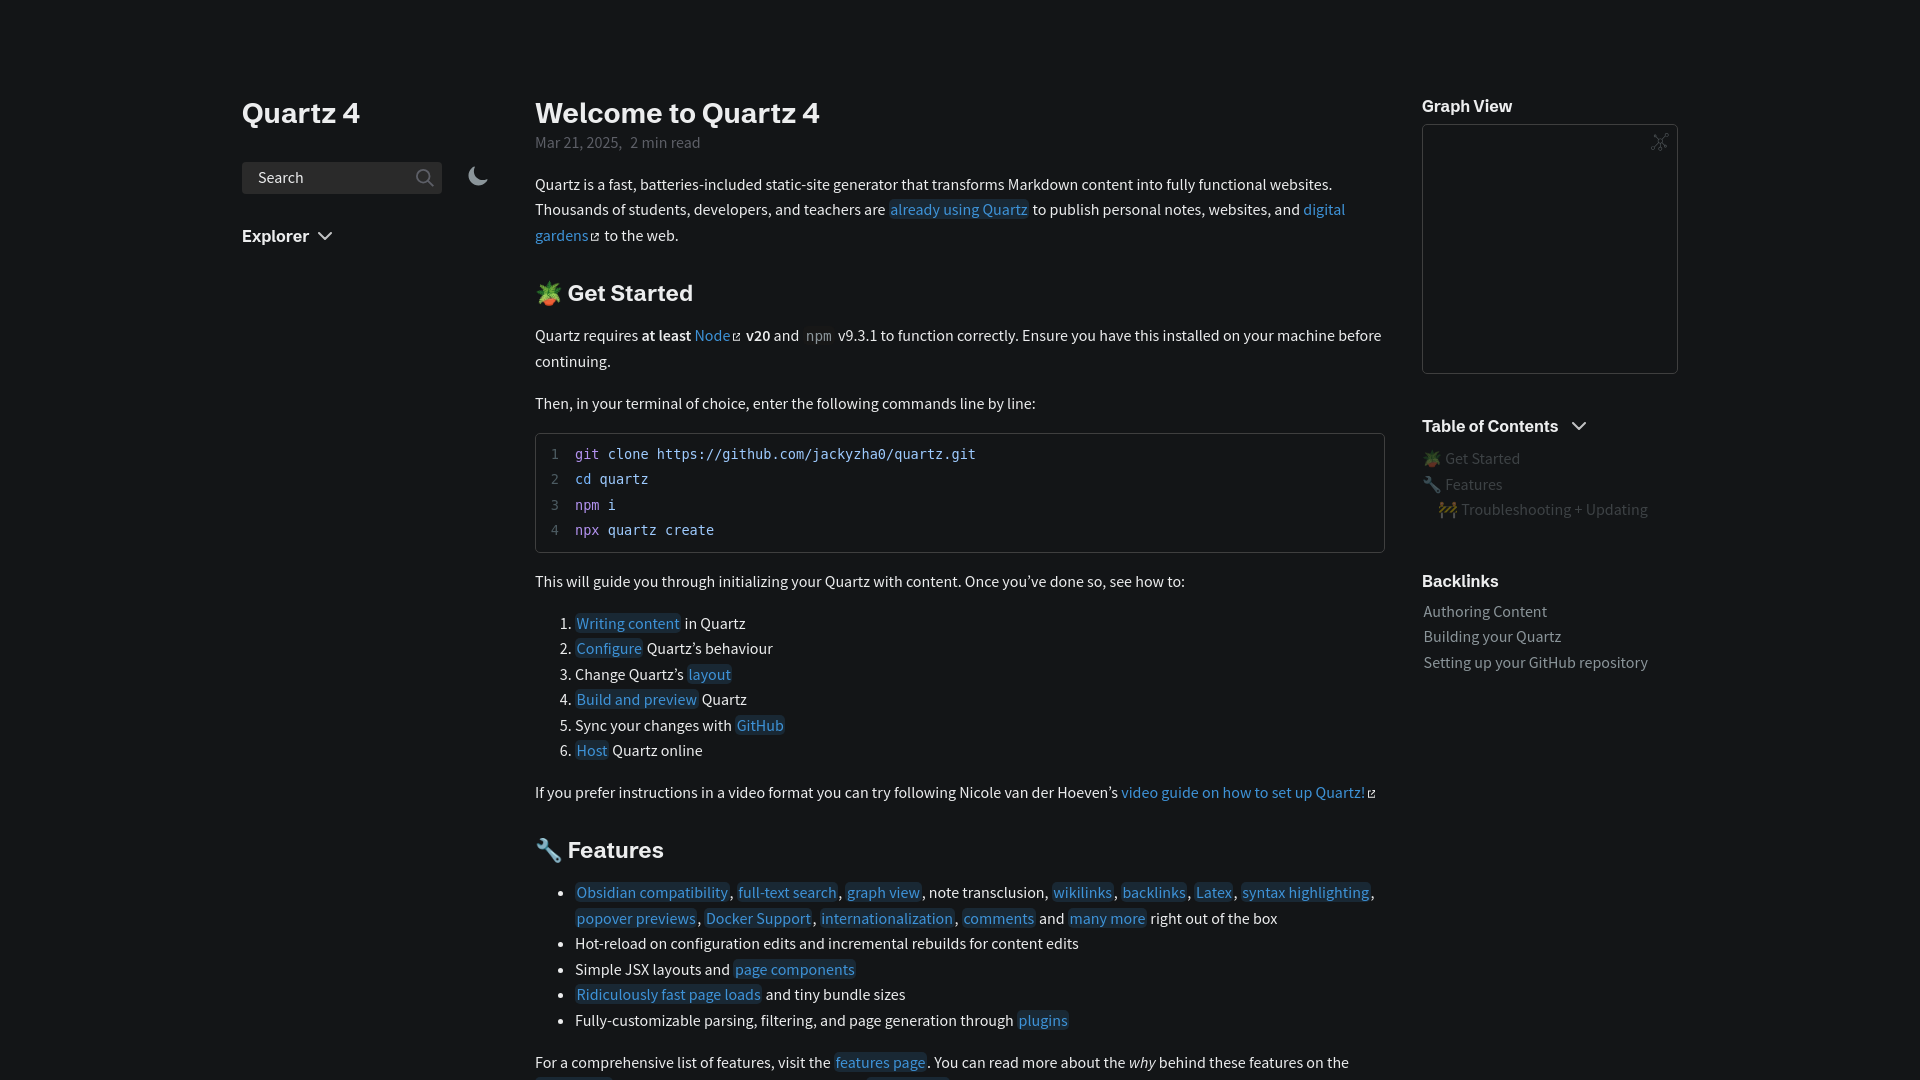 Quartz 4
Search
Explorer
Welcome to Quartz 4
Mar 21, 2025, 2 min read
Quartz is a fast, batteries-included static-site generator that transforms Markdown content into fully functional websites.
Thousands of students, developers, and teachers are already using Quartz to publish personal notes, websites, and digital
gardens to the web.
🪴 Get Started
Quartz requires at least Node v20 and npm v9.3.1 to function correctly. Ensure you have this installed on your machine before
continuing.
Then, in your terminal of choice, enter the following commands line by line:
1 git clone https://github.com/jackyzha0/quartz.git
2 cd quartz
3 npm i
4 npx quartz create
This will guide you through initializing your Quartz with content. Once you’ve done so, see how to:
1. Writing content in Quartz
2. Configure Quartz’s behaviour
3. Change Quartz’s layout
4. Build and preview Quartz
5. Sync your changes with GitHub
6. Host Quartz online
If you prefer instructions in a video format you can try following Nicole van der Hoeven’s video guide on how to set up Quartz!
🔧 Features
• Obsidian compatibility, full-text search, graph view, note transclusion, wikilinks, backlinks, Latex, syntax highlighting,
popover previews, Docker Support, internationalization, comments and many more right out of the box
• Hot-reload on configuration edits and incremental rebuilds for content edits
• Simple JSX layouts and page components
• Ridiculously fast page loads and tiny bundle sizes
• Fully-customizable parsing, filtering, and page generation through plugins
For a comprehensive list of features, visit the features page. You can read more about the why behind these features on the
Graph View
Table of Contents
🪴 Get Started
🔧 Features
🚧 Troubleshooting + Updating
Backlinks
Authoring Content
Building your Quartz
Setting up your GitHub repository